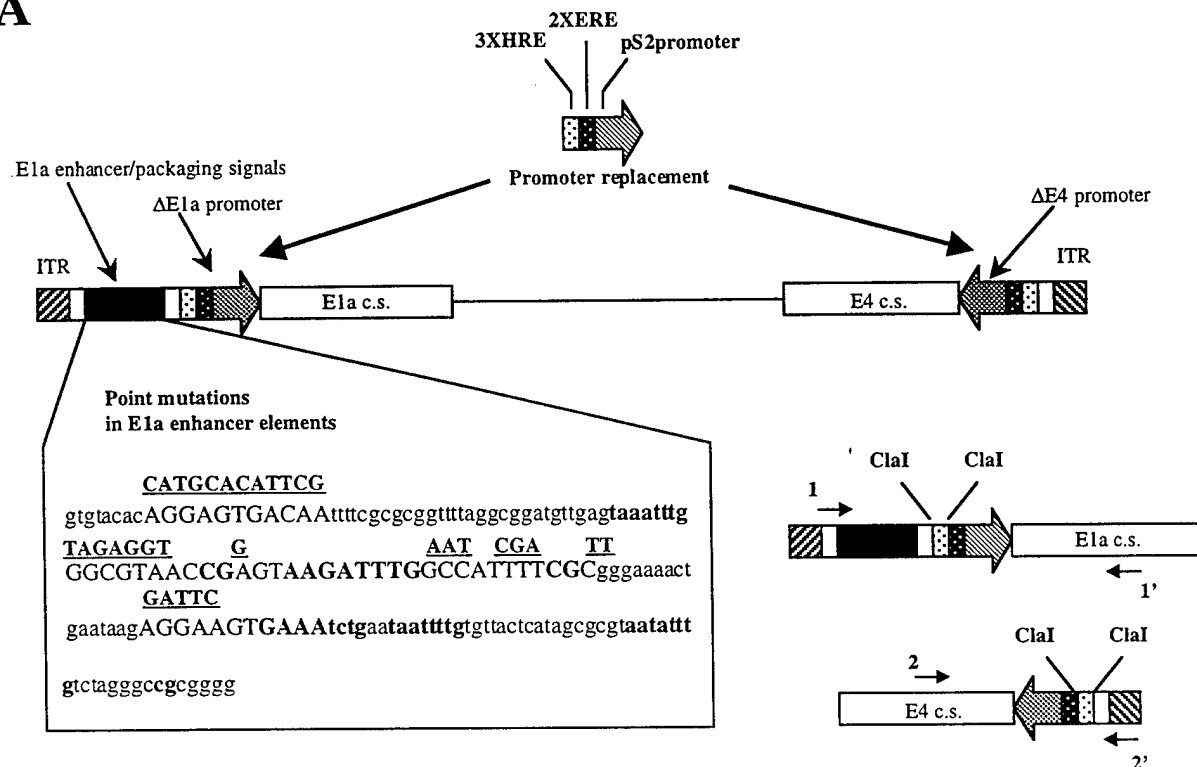 A
2XERE
3XHRE
pS2promoter
E1a enhancer/packaging signals
ΔE1a promoter
Promoter replacement
ΔE4 promoter
ITR
ITR
E1a c.s.
E4 c.s.
Point mutations
in E1a enhancer elements
CATGCACATTCG
gtgtacacAGGAGTGACAAttttcgcgcggttttaggcggatgttgagtaaatttg
TAGAGGT G AAT CGA TT
GGCGTAACCGAGTAAGATTTGGCCATTTTCGCgggaaaact
GATTC
gaataagAGGAAGTGAAAtctgaataattttgtgttactcatagcgcgtaatattt
gtctagggccgcgggg
ClaI ClaI
1
E1a c.s.
1'
ClaI ClaI
2
E4 c.s.
2'